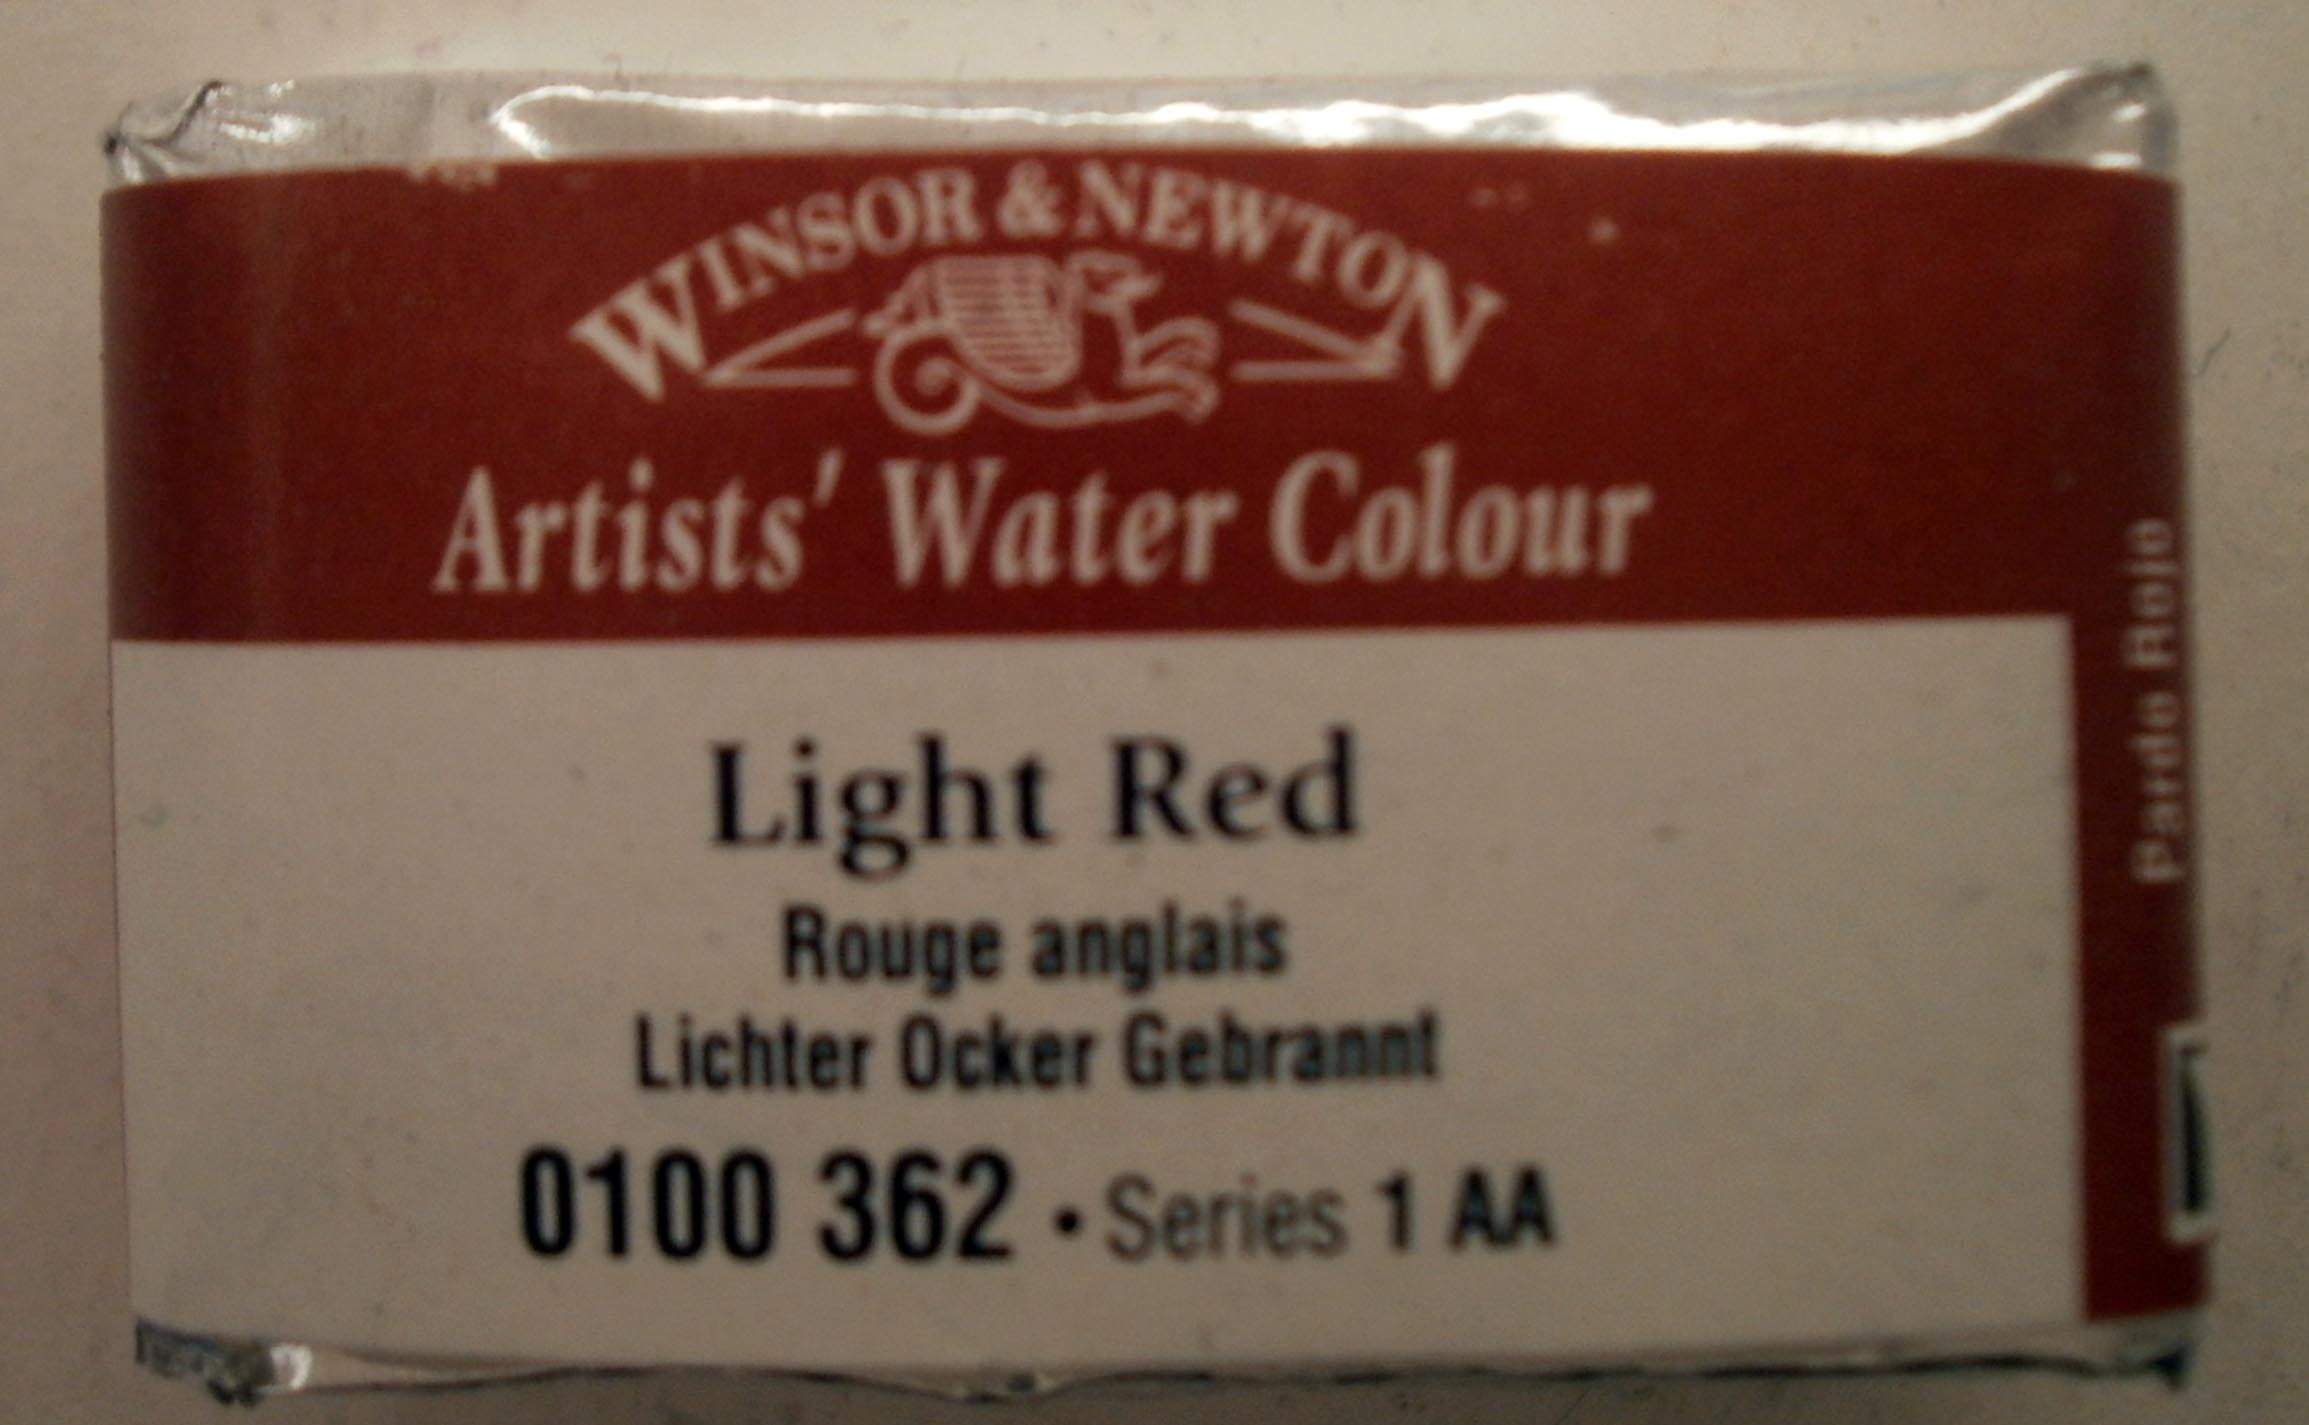 WINSOR & NEWTON
Artists' Water Colour
Light Red
Rouge anglais
Lichter Ocker Gebrannt
0100 362 • Series 1 AA
Pardo Rojo